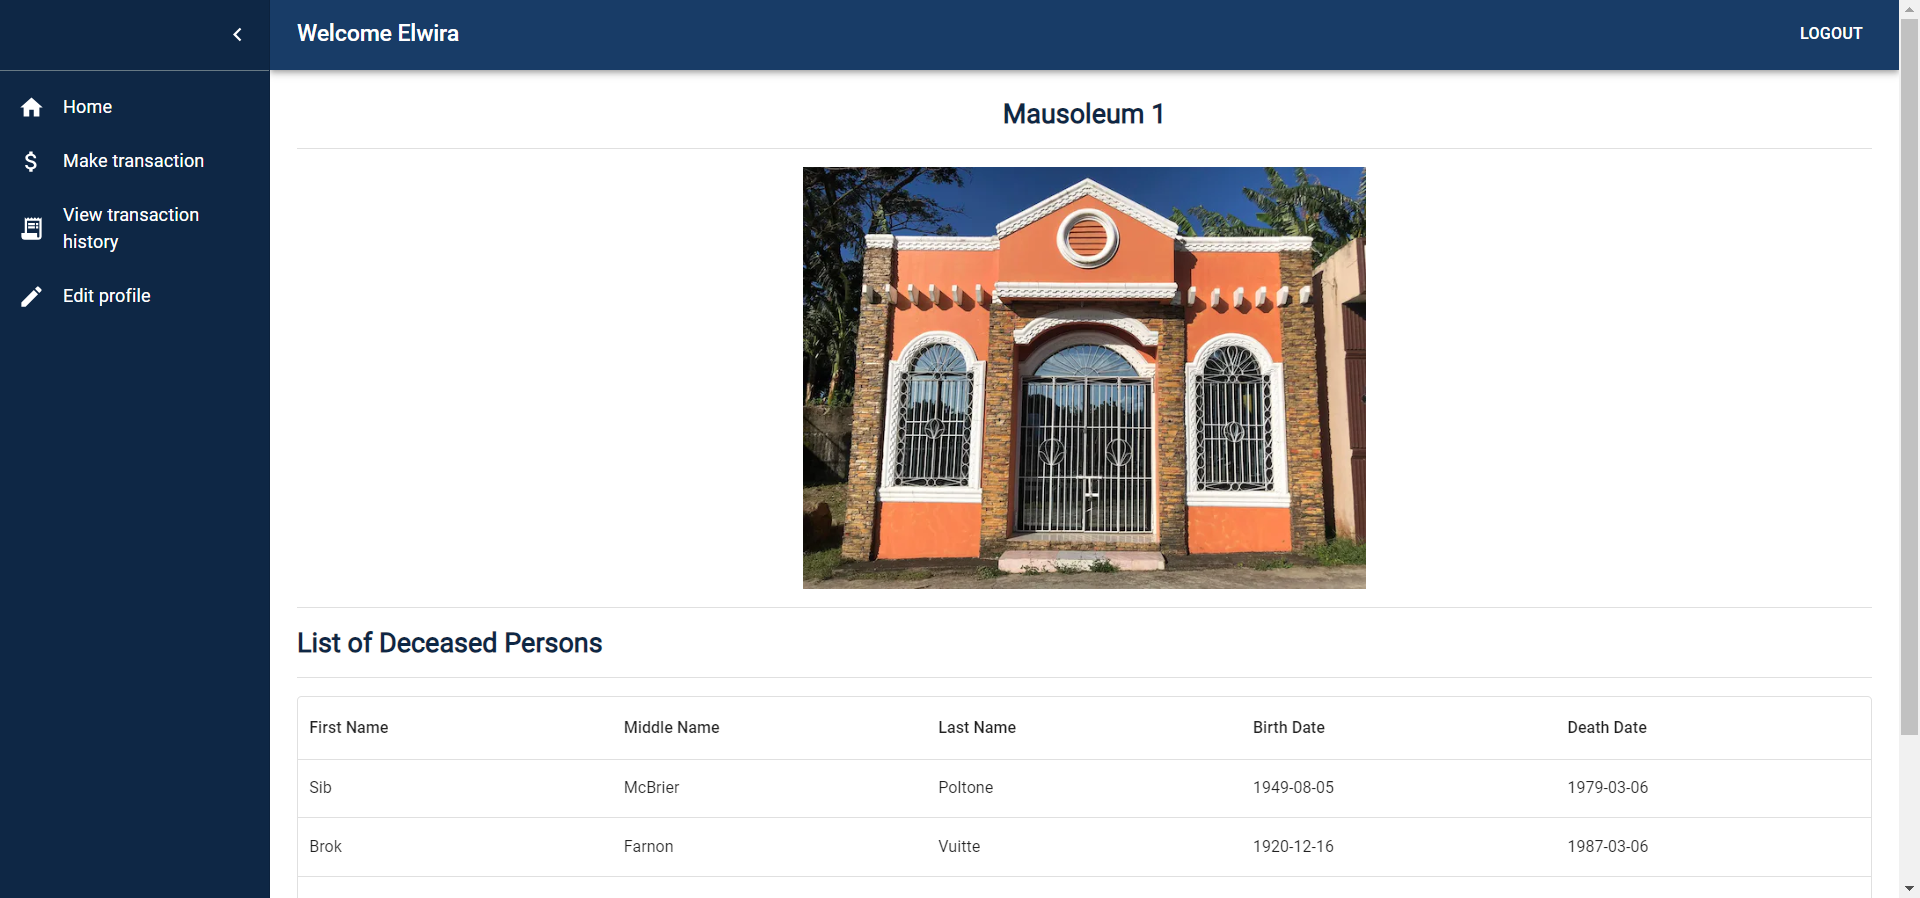 Welcome Elwira
LOGOUT
Home
Make transaction
View transaction
history
Edit profile
Mausoleum 1
List of Deceased Persons
First Name Middle Name Last Name Birth Date Death Date
Sib McBrier Poltone 1949-08-05 1979-03-06
Brok Farnon Vuitte 1920-12-16 1987-03-06